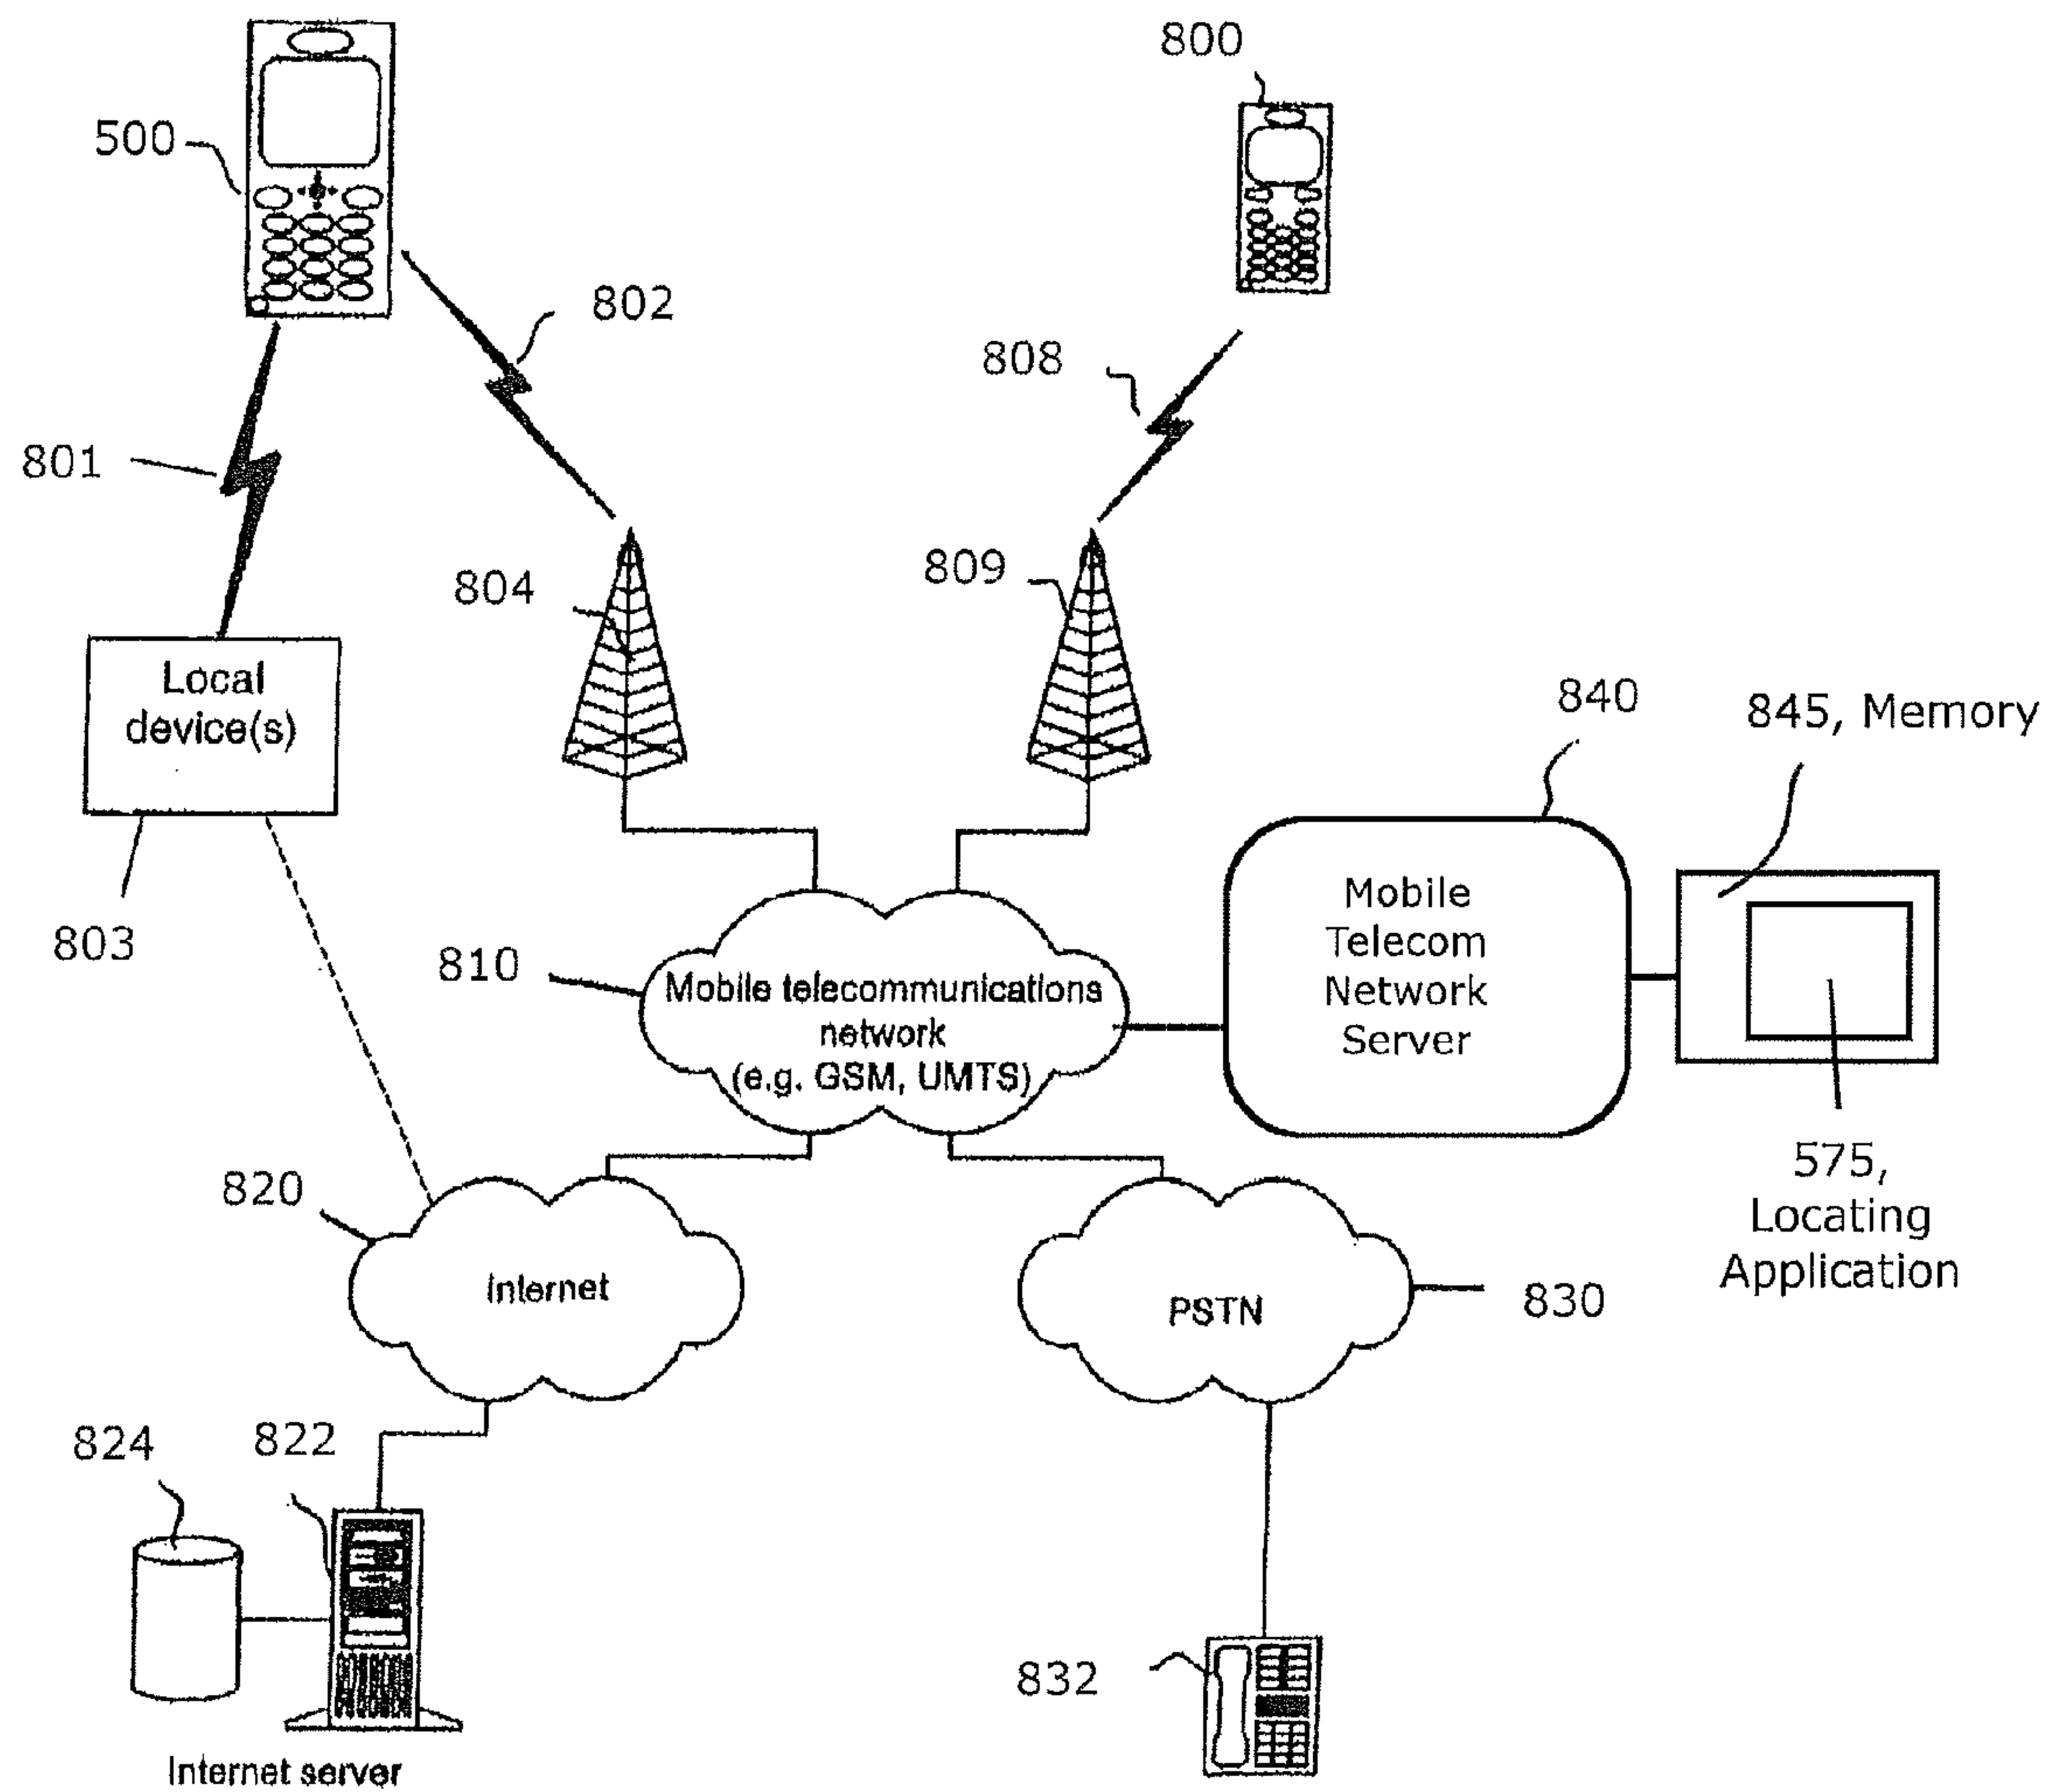 800
500
802
808
801
809
804
Local
device(s)
840
845, Memory
803
Mobile
Telecom
Network
Server
810
Mobile telecommunications
network
(e.g. GSM, UMTS)
575,
Locating
Application
820
Internet
PSTN
830
824
822
832
Internet server